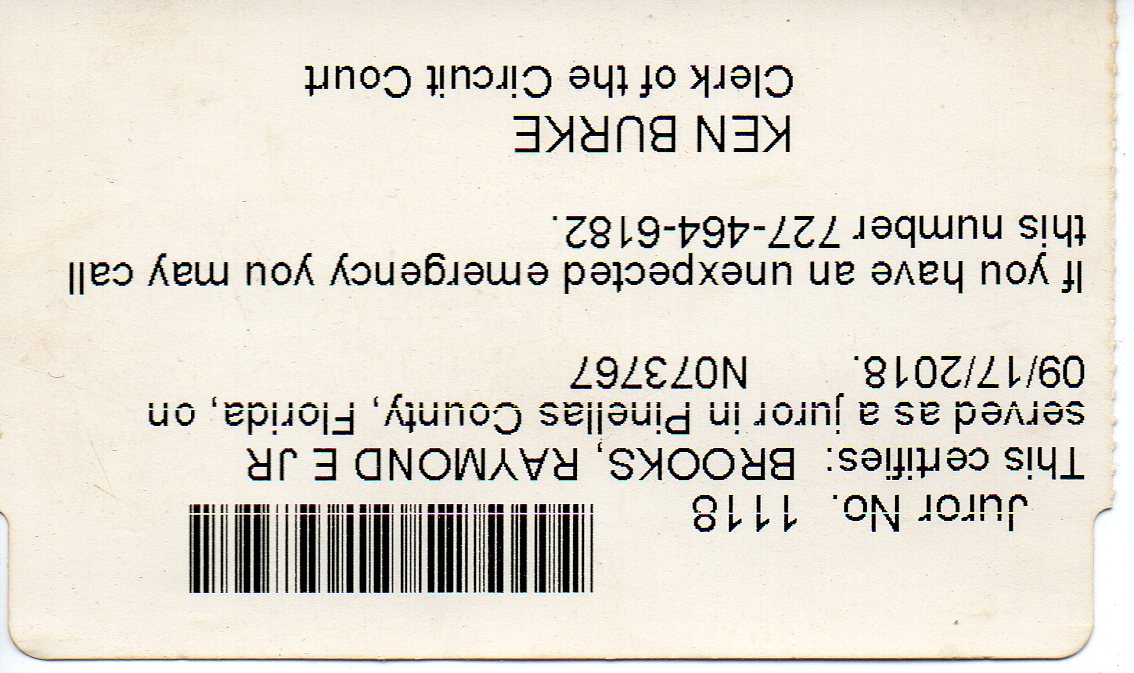 Juror No. 1118
This certifies: BROOKS, RAYMOND E JR
served as a juror in Pinellas County, Florida, on
09/17/2018. N073767
If you have an unexpected emergency you may call
this number 727-464-6182.
KEN BURKE
Clerk of the Circuit Court